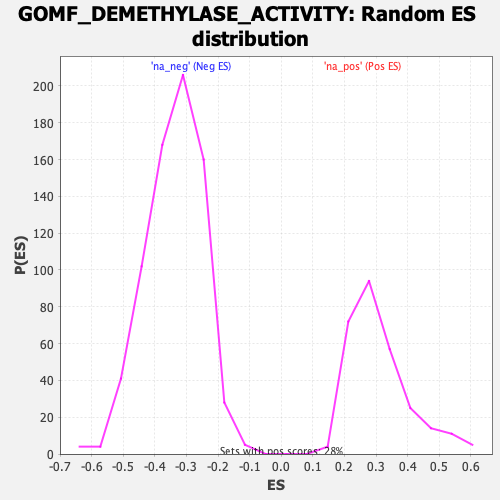 GOMF_DEMETHYLASE_ACTIVITY: Random ES
distribution
'na_neg' (Neg ES)
'na_pos' (Pos ES)
P(ES)
200
180
160
140
120
100
80
60
40
20
0
Sets with pos scores: 28%
-0.7 -0.6 -0.5 -0.4 -0.3 -0.2 -0.1 0.0 0.1 0.2 0.3 0.4 0.5 0.6
ES